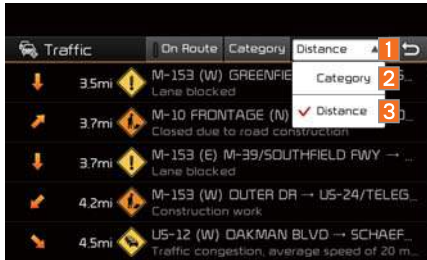 Traffic On Route Category Distance 1
3.5mi M-153 (W) GREENFIE
Lane blocked
Category 2
Distance 3
3.7mi M-10 FRONTAGE (N)
Closed due to road construction
3.7mi M-153 (E) M-39/SOUTHFIELD FWY →
Lane blocked
4.2mi M-153 (W) OUTER DR → US-24/TELEG...
Construction work
4.5mi US-12 (W) OAKMAN BLVD → SCHAEF...
Traffic congestion, average speed of 20 m...